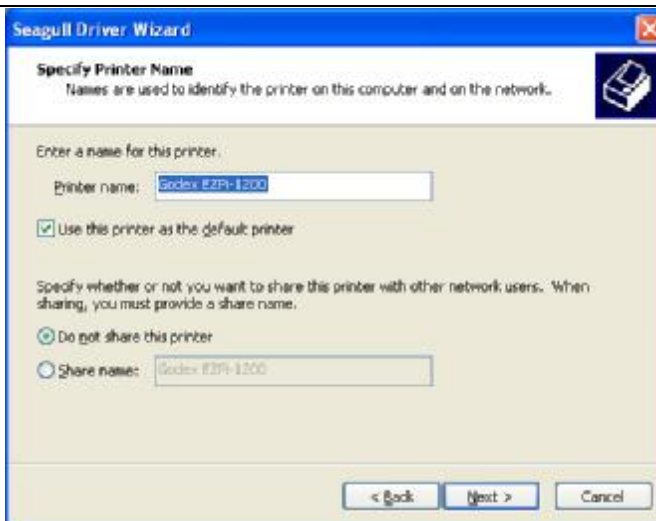 Seagull Driver Wizard
Specify Printer Name
Names are used to identify the printer on this computer and on the network.
Enter a name for this printer.
Printer name: Godex EZPi-1200
Use this printer as the default printer
Specify whether or not you want to share this printer with other network users. When
sharing, you must provide a share name.
Do not share this printer
Share name: Godex EZPi-1200
< Back Next > Cancel